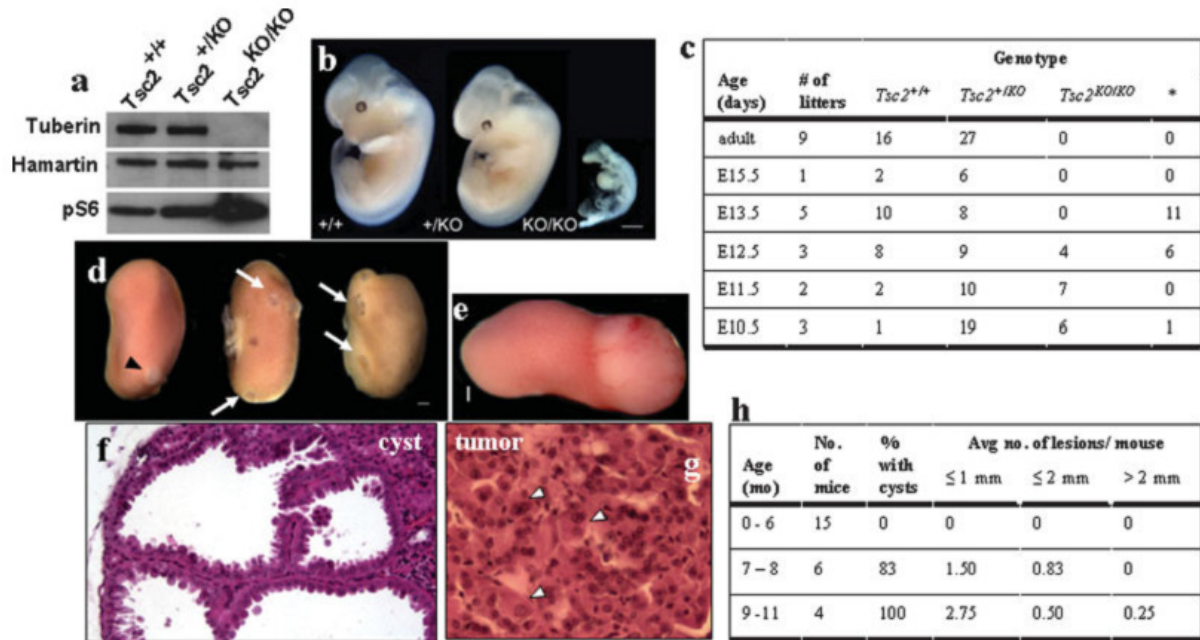 a
Tsc2 +/+
Tsc2 +/KO
Tsc2 KO/KO
Tuberin
Hamartin
pS6
b
+/+ +/KO KO/KO
c
Genotype
Age (days) # of litters Tsc2+/+ Tsc2+/KO Tsc2KO/KO *
adult 9 16 27 0 0
E15.5 1 2 6 0 0
E13.5 5 10 8 0 11
E12.5 3 8 9 4 6
E11.5 2 2 10 7 0
E10.5 3 1 19 6 1
d
e
f cyst
tumor g
h
Age (mo) No. of mice % with cysts Avg no. of lesions/ mouse
≤ 1 mm ≤ 2 mm > 2 mm
0 - 6 15 0 0 0 0
7 – 8 6 83 1.50 0.83 0
9 -11 4 100 2.75 0.50 0.25